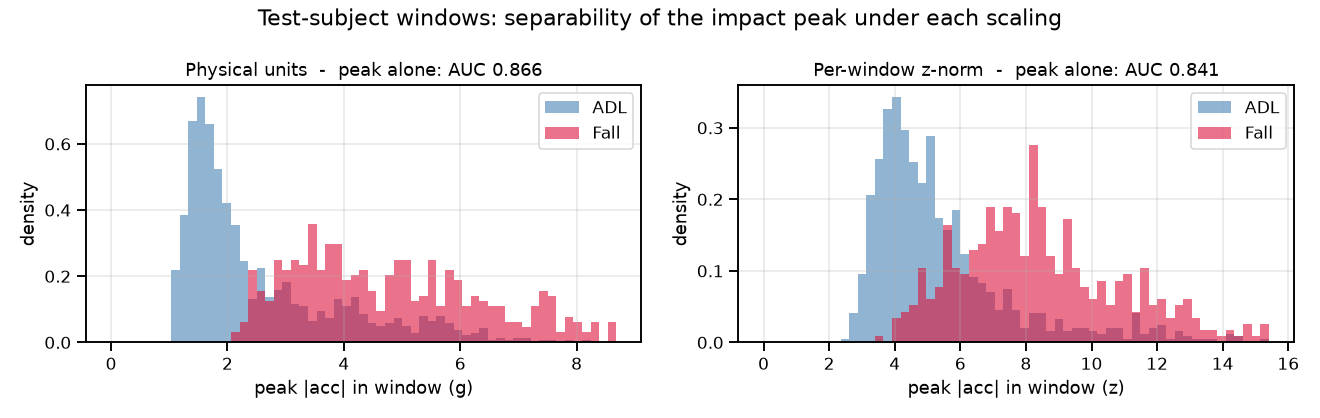 Test-subject windows: separability of the impact peak under each scaling
Physical units - peak alone: AUC 0.866
density
0.6
0.4
0.2
0.0
0
2
4
6
8
peak |acc| in window (g)
ADL
Fall
Per-window z-norm - peak alone: AUC 0.841
density
0.3
0.2
0.1
0.0
0
2
4
6
8
10
12
14
16
peak |acc| in window (z)
ADL
Fall